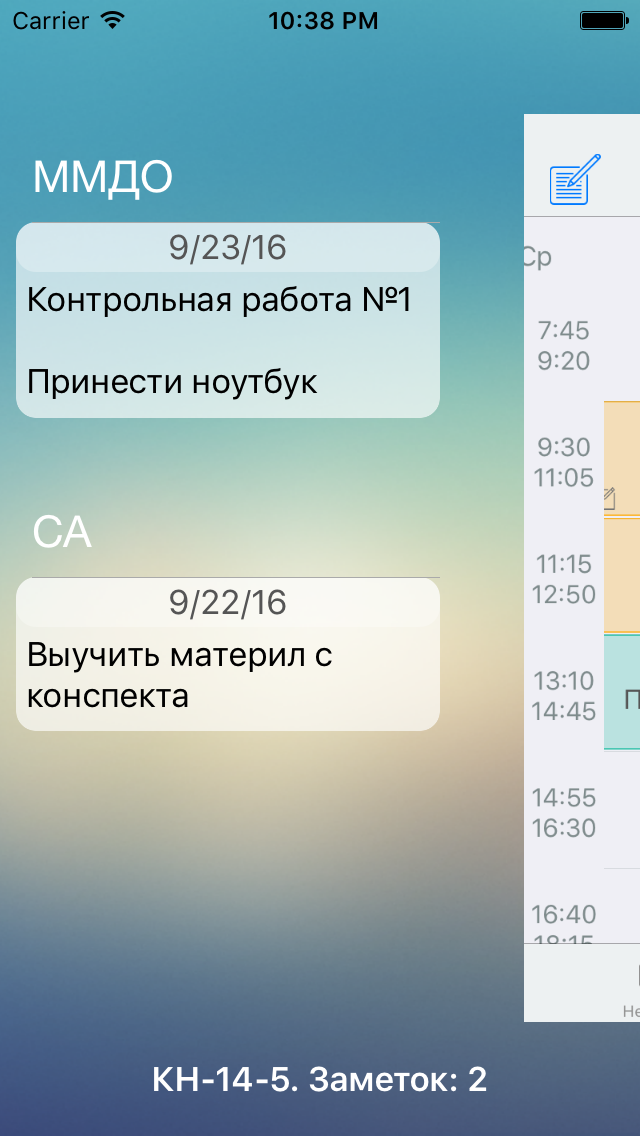 Carrier 10:38 PM
ММДО
9/23/16
Контрольная работа №1
Принести ноутбук
СА
9/22/16
Выучить материл с
конспекта
Ср
7:45
9:20
9:30
11:05
11:15
12:50
13:10
14:45
П
14:55
16:30
16:40
18:15
Не
КН-14-5. Заметок: 2